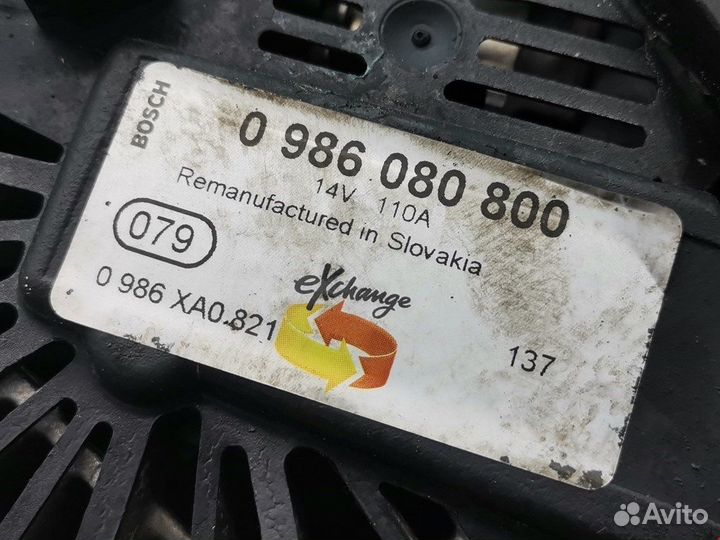 BOSCH
0 986 080 800
14V 110A
Remanufactured in Slovakia
079
0 986 XA0.821
eXchange
137
Avito